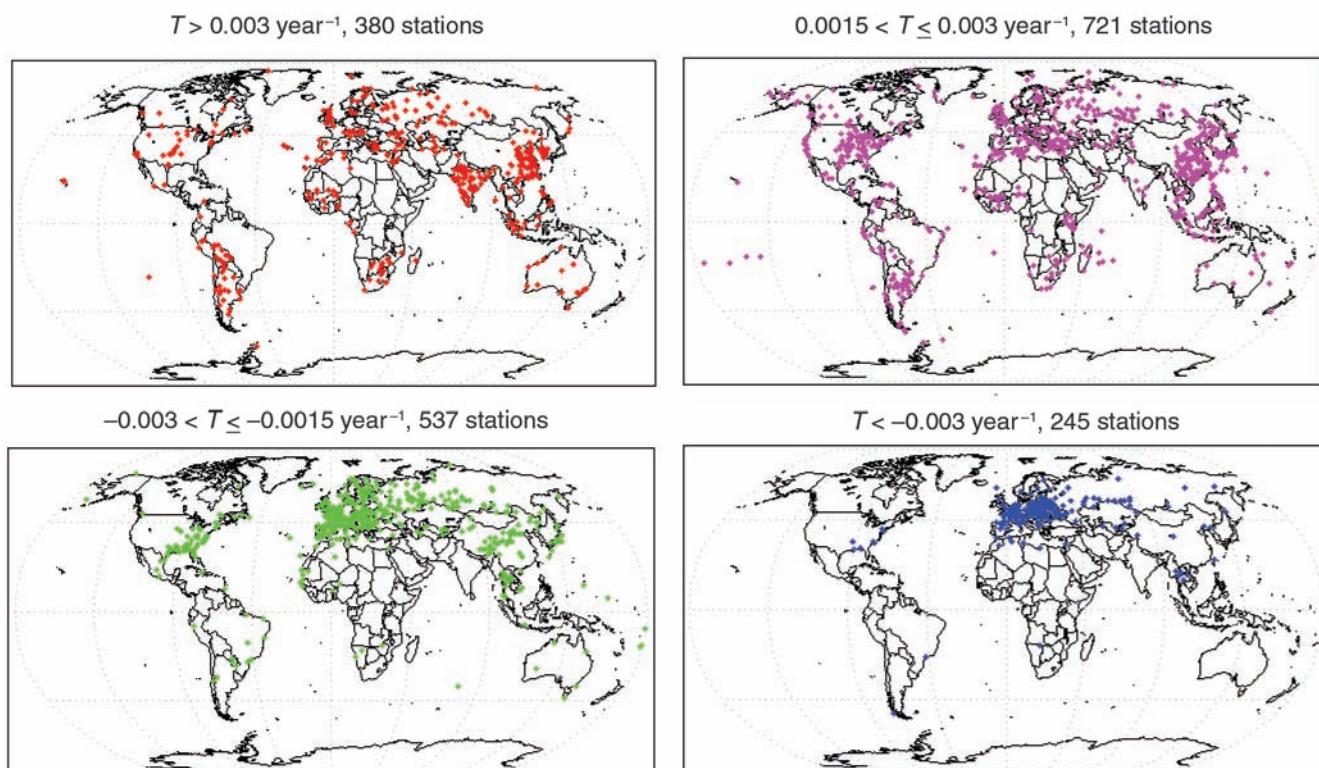 T > 0.003 year⁻¹, 380 stations
0.0015 < T ≤ 0.003 year⁻¹, 721 stations
–0.003 < T ≤ –0.0015 year⁻¹, 537 stations
T < –0.003 year⁻¹, 245 stations